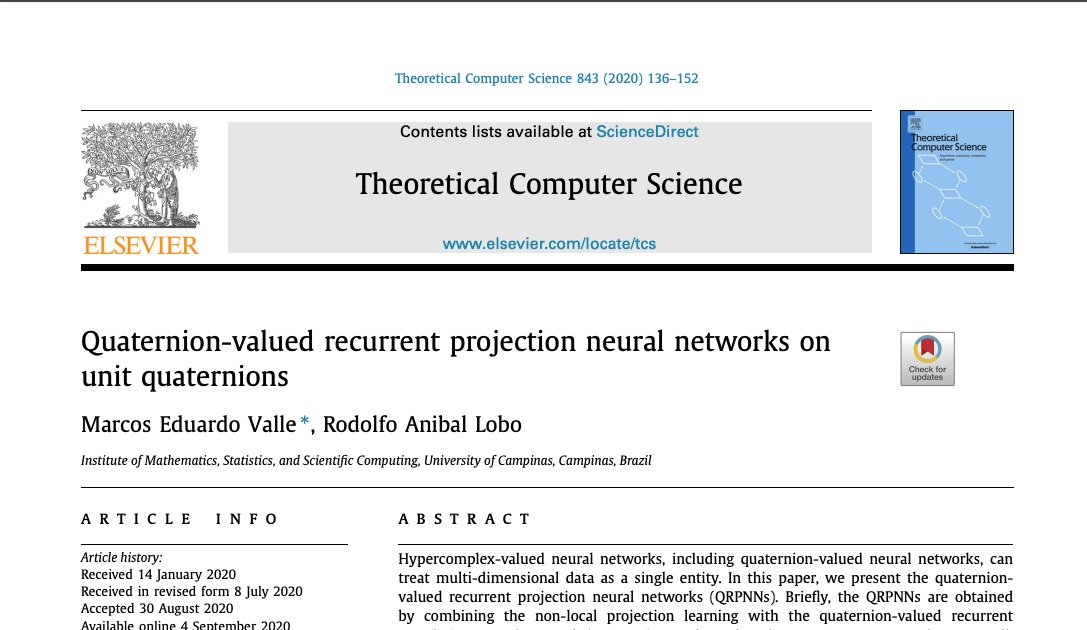 Theoretical Computer Science 843 (2020) 136–152
Contents lists available at ScienceDirect
Theoretical Computer Science
www.elsevier.com/locate/tcs
ELSEVIER
Theoretical
Computer Science
Quaternion-valued recurrent projection neural networks on
unit quaternions
Check for
updates
Marcos Eduardo Valle *, Rodolfo Anibal Lobo
Institute of Mathematics, Statistics, and Scientific Computing, University of Campinas, Campinas, Brazil
ARTICLE INFO
Article history:
Received 14 January 2020
Received in revised form 8 July 2020
Accepted 30 August 2020
Available online 4 September 2020
ABSTRACT
Hypercomplex-valued neural networks, including quaternion-valued neural networks, can
treat multi-dimensional data as a single entity. In this paper, we present the quaternion-
valued recurrent projection neural networks (QRPNNs). Briefly, the QRPNNs are obtained
by combining the non-local projection learning with the quaternion-valued recurrent